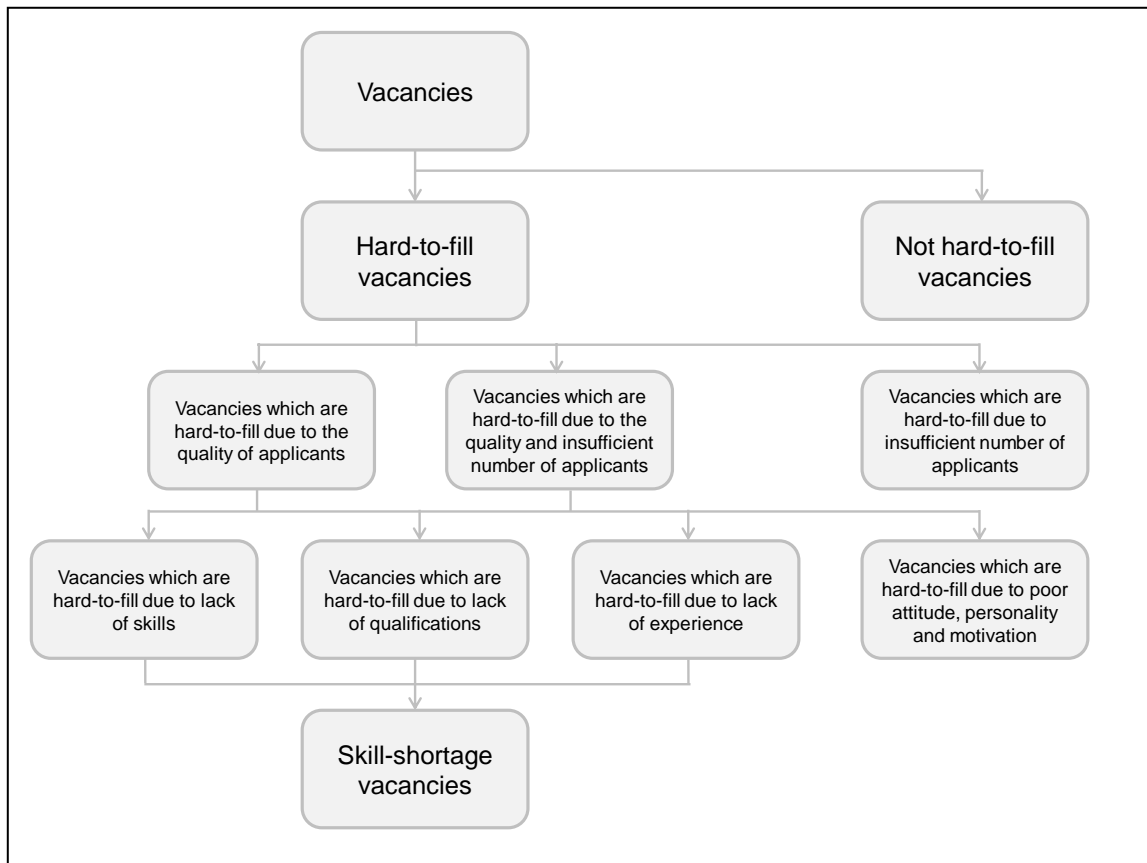 Vacancies
Hard-to-fill
vacancies
Not hard-to-fill
vacancies
Vacancies which are
hard-to-fill due to the
quality of applicants
Vacancies which are
hard-to-fill due to the
quality and insufficient
number of applicants
Vacancies which are
hard-to-fill due to
insufficient number of
applicants
Vacancies which are
hard-to-fill due to lack
of skills
Vacancies which are
hard-to-fill due to lack
of qualifications
Vacancies which are
hard-to-fill due to lack
of experience
Vacancies which are
hard-to-fill due to poor
attitude, personality
and motivation
Skill-shortage
vacancies